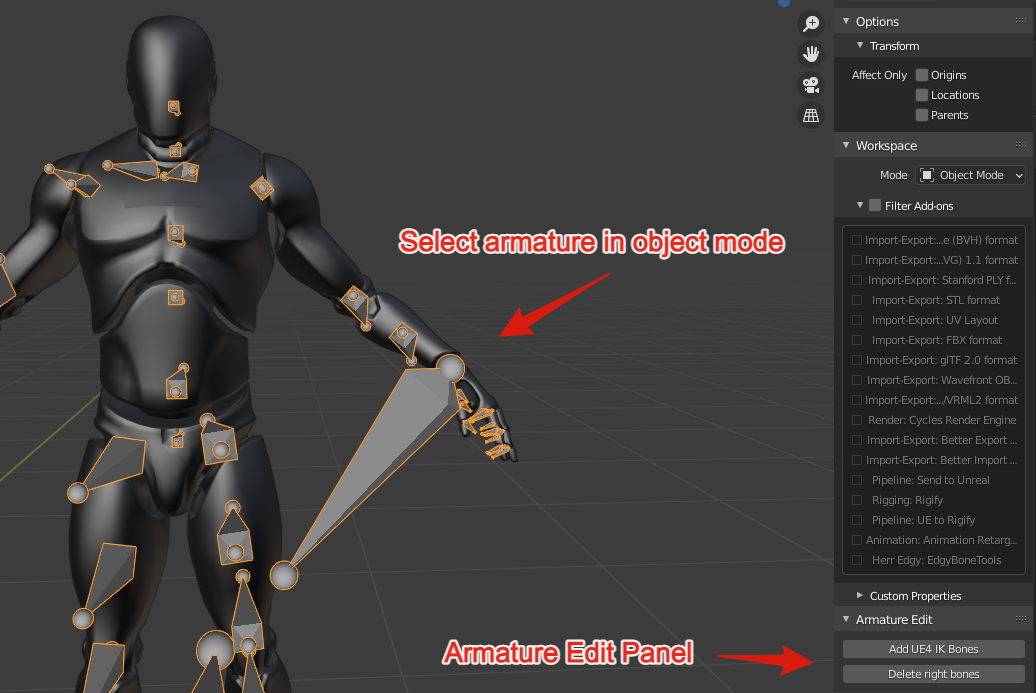 Options
Transform
Affect Only Origins
Locations
Parents
Workspace
Mode Object Mode
Filter Add-ons
Import-Export:...e (BVH) format
Import-Export:...VG) 1.1 format
Import-Export: Stanford PLY f...
Import-Export: STL format
Import-Export: UV Layout
Import-Export: FBX format
Import-Export: glTF 2.0 format
Import-Export: Wavefront OB...
Import-Export:.../VRML2 format
Render: Cycles Render Engine
Import-Export: Better Export ...
Import-Export: Better Import ...
Pipeline: Send to Unreal
Rigging: Rigify
Pipeline: UE to Rigify
Animation: Animation Retarg...
Herr Edgy: EdgyBoneTools
Custom Properties
Armature Edit
Add UE4 IK Bones
Delete right bones
Select armature in object mode
Armature Edit Panel